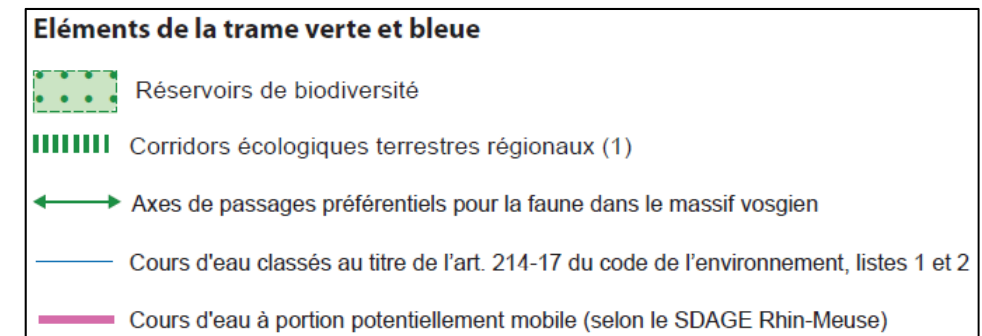 Eléments de la trame verte et bleue
Réservoirs de biodiversité
Corridors écologiques terrestres régionaux (1)
Axes de passages préférentiels pour la faune dans le massif vosgien
Cours d'eau classés au titre de l’art. 214-17 du code de l’environnement, listes 1 et 2
Cours d'eau à portion potentiellement mobile (selon le SDAGE Rhin-Meuse)